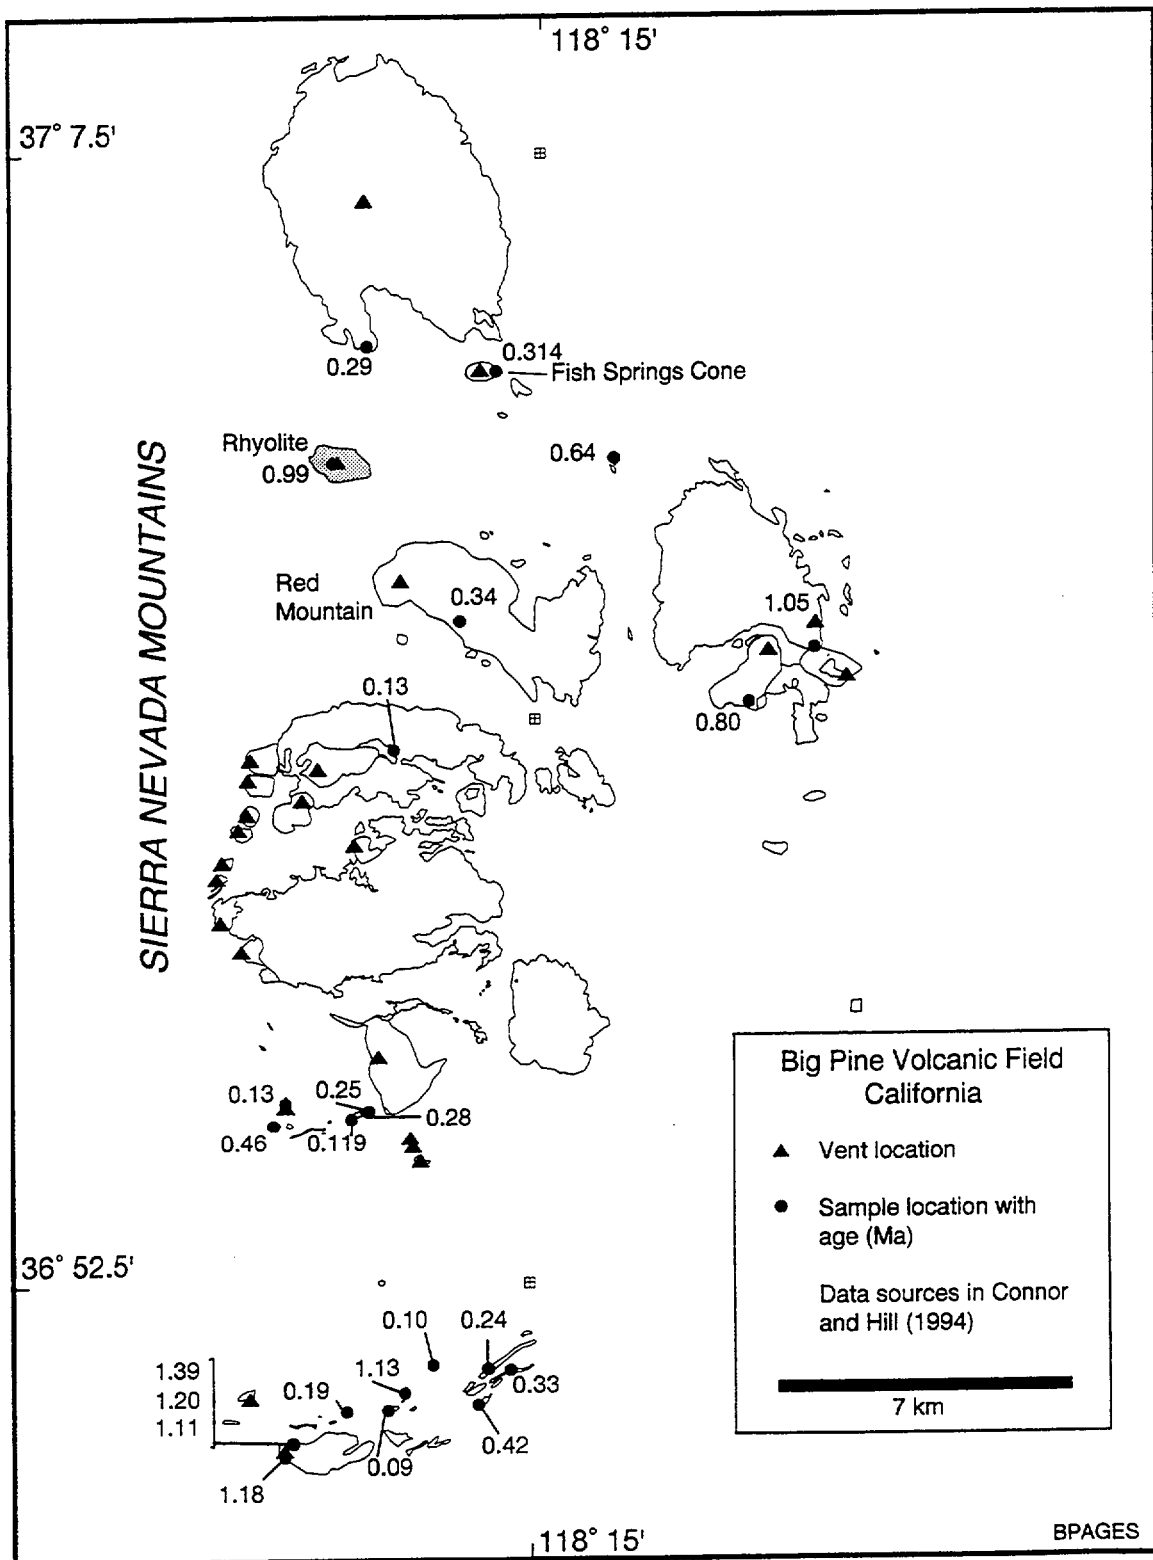 118° 15'
37° 7.5'
0.29
0.314
Fish Springs Cone
Rhyolite
0.99
0.64
SIERRA NEVADA MOUNTAINS
Red
Mountain
0.34
1.05
0.13
0.80
0.13
0.25
0.28
0.46
0.119
Big Pine Volcanic Field
California
Vent location
Sample location with
age (Ma)
Data sources in Connor
and Hill (1994)
7 km
36° 52.5'
0.10
0.24
1.39
1.20
1.11
0.19
1.13
0.33
0.42
0.09
1.18
118° 15'
BPAGES